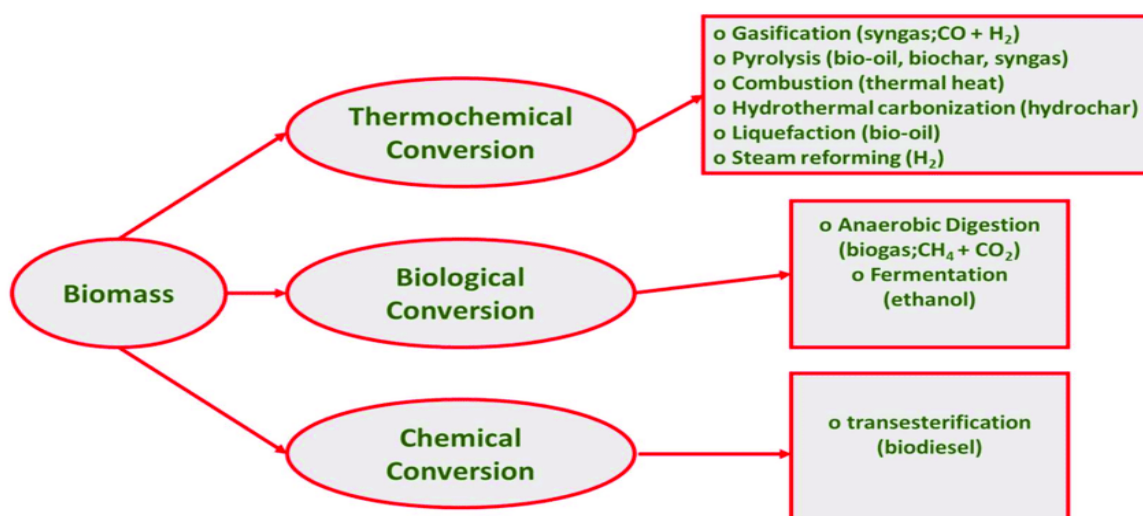 Biomass
Thermochemical
Conversion
o Gasification (syngas;CO + H₂)
o Pyrolysis (bio-oil, biochar, syngas)
o Combustion (thermal heat)
o Hydrothermal carbonization (hydrochar)
o Liquefaction (bio-oil)
o Steam reforming (H₂)
Biological
Conversion
o Anaerobic Digestion
(biogas;CH₄ + CO₂)
o Fermentation
(ethanol)
Chemical
Conversion
o transesterification
(biodiesel)